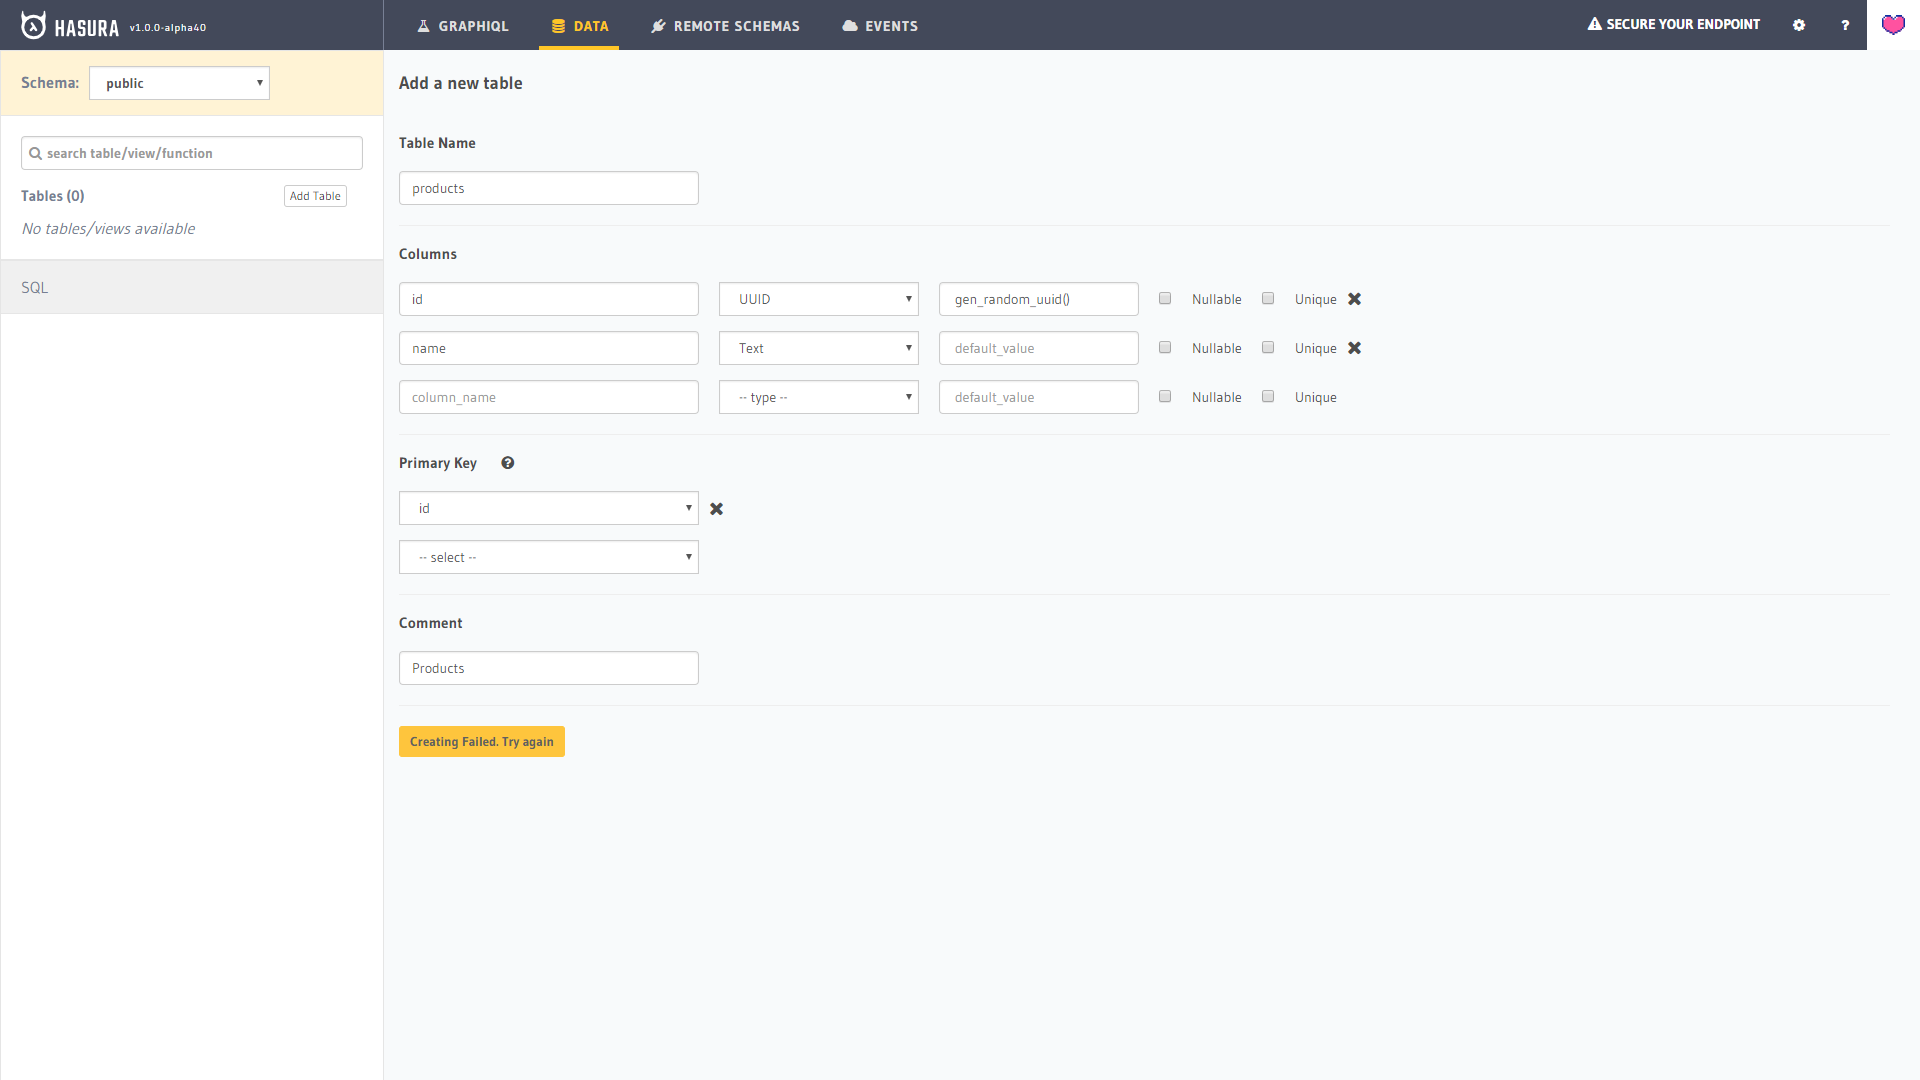 HASURA v1.0.0-alpha40
GRAPHIQL DATA REMOTE SCHEMAS EVENTS SECURE YOUR ENDPOINT ?
Schema: public
search table/view/function
Tables (0) Add Table
No tables/views available
SQL
Add a new table
Table Name
products
Columns
id UUID gen_random_uuid() Nullable Unique
name Text default_value Nullable Unique
column_name -- type -- default_value Nullable Unique
Primary Key ?
id
-- select --
Comment
Products
Creating Failed. Try again